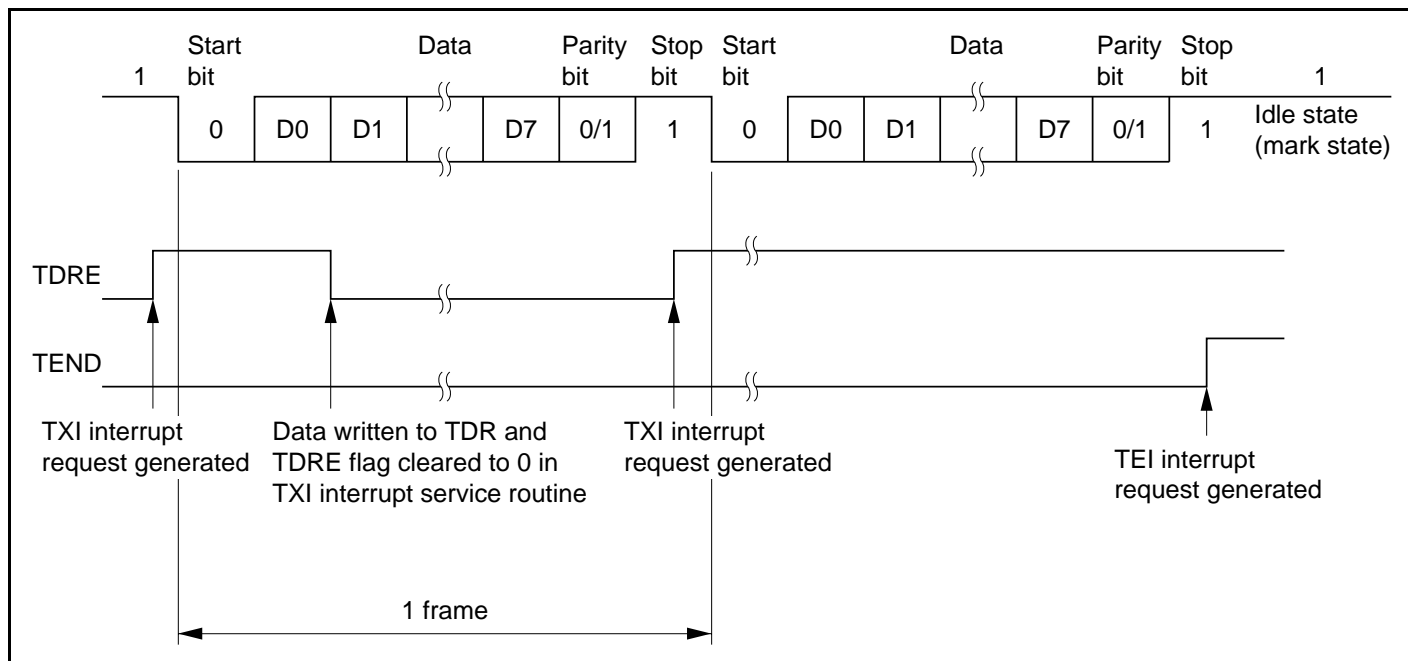 Start bit
Data
Parity bit
Stop bit
Start bit
Data
Parity bit
Stop bit
1
1
0
D0
D1
D7
0/1
1
0
D0
D1
D7
0/1
1
Idle state
(mark state)
TDRE
TEND
TXI interrupt
request generated
Data written to TDR and
TDRE flag cleared to 0 in
TXI interrupt service routine
TXI interrupt
request generated
TEI interrupt
request generated
1 frame